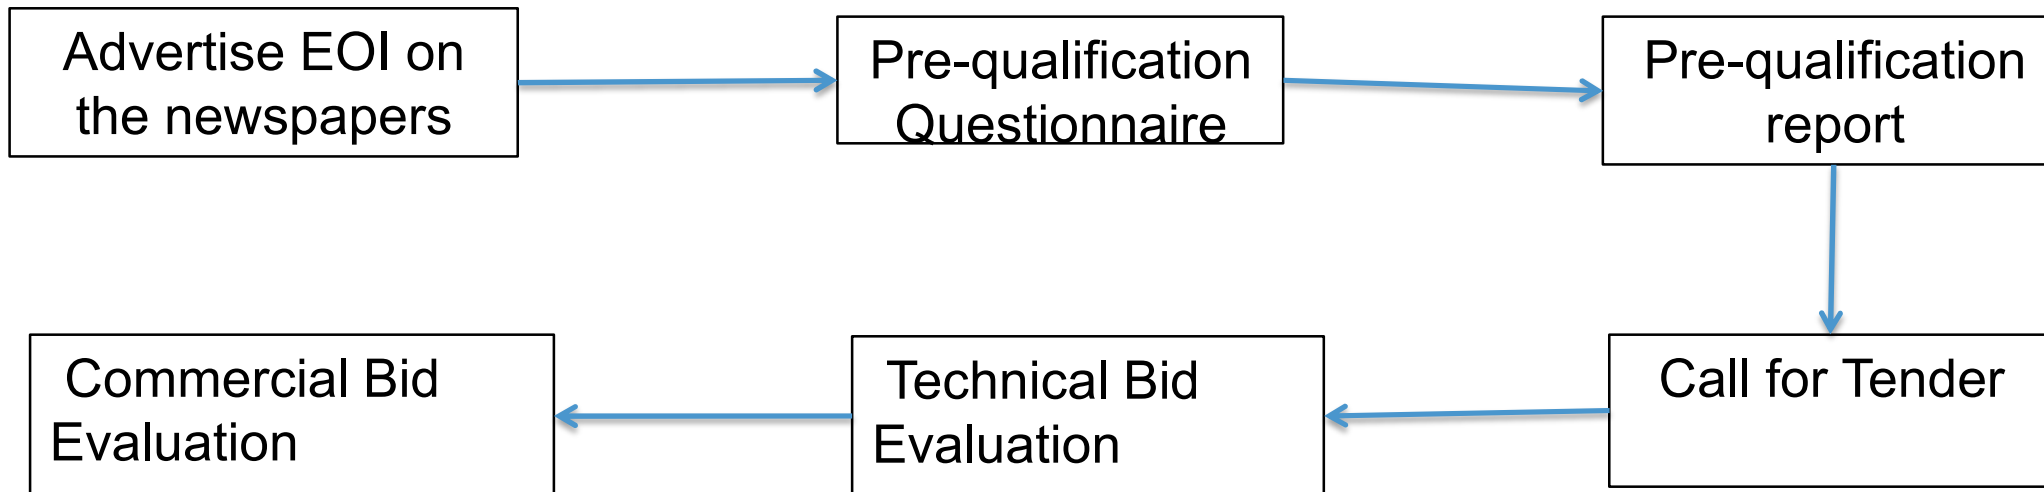 Advertise EOI on
the newspapers
Pre-qualification
Questionnaire
Pre-qualification
report
Call for Tender
Technical Bid
Evaluation
Commercial Bid
Evaluation